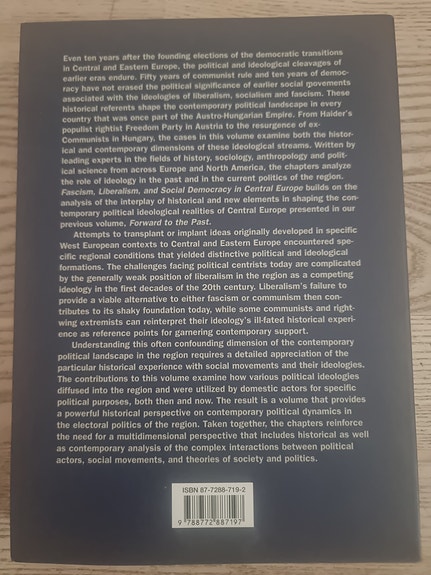 Even ten years after the founding elections of the democratic transitions
in Central and Eastern Europe, the political and ideological cleavages of
earlier eras endure. Fifty years of communist rule and ten years of democ-
racy have not erased the political significance of earlier social movements
associated with the ideologies of liberalism, socialism and fascism. These
historical referents shape the contemporary political landscape in every
country that was once part of the Austro-Hungarian Empire. From Haider's
populist rightist Freedom Party in Austria to the resurgence of ex-
Communists in Hungary, the cases in this volume examine both the histor-
ical and contemporary dimensions of these ideological streams. Written by
leading experts in the fields of history, sociology, anthropology and polit-
ical science from across Europe and North America, the chapters analyze
the role of ideology in the past and in the current politics of the region.
Fascism, Liberalism, and Social Democracy in Central Europe builds on the
analysis of the interplay of historical and new elements in shaping the con-
temporary political ideological realities of Central Europe presented in our
previous volume, Forward to the Past.
Attempts to transplant or implant ideas originally developed in specific
West European contexts to Central and Eastern Europe encountered spe-
cific regional conditions that yielded distinctive political and ideological
formations. The challenges facing political centrists today are complicated
by the generally weak position of liberalism in the region as a competing
ideology in the first decades of the 20th century. Liberalism's failure to
provide a viable alternative to either fascism or communism then con-
tributes to its shaky foundation today, while some communists and right-
wing extremists can reinterpret their ideology's ill-fated historical experi-
ence as reference points for garnering contemporary support.
Understanding this often confounding dimension of the contemporary
political landscape in the region requires a detailed appreciation of the
particular historical experience with social movements and their ideologies.
The contributions to this volume examine how various political ideologies
diffused into the region and were utilized by domestic actors for specific
political purposes, both then and now. The result is a volume that provides
a powerful historical perspective on contemporary political dynamics in
the electoral politics of the region. Taken together, the chapters reinforce
the need for a multidimensional perspective that includes historical as well
as contemporary analysis of the complex interactions between political
actors, social movements, and theories of society and politics.
ISBN 87-7288-719-2
9 788772 887197